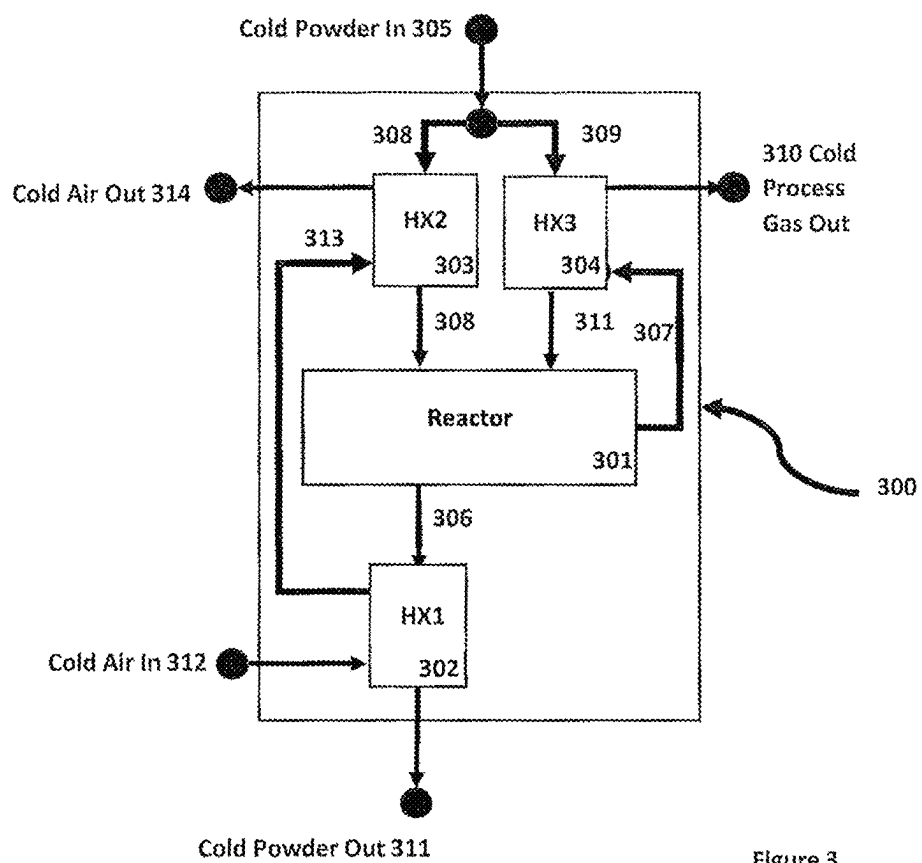 Cold Powder In 305
308
309
310 Cold
Process
Gas Out
Cold Air Out 314
HX2
HX3
313
303
304
308
311
307
Reactor
301
300
306
HX1
Cold Air In 312
302
Cold Powder Out 311
Figure 3